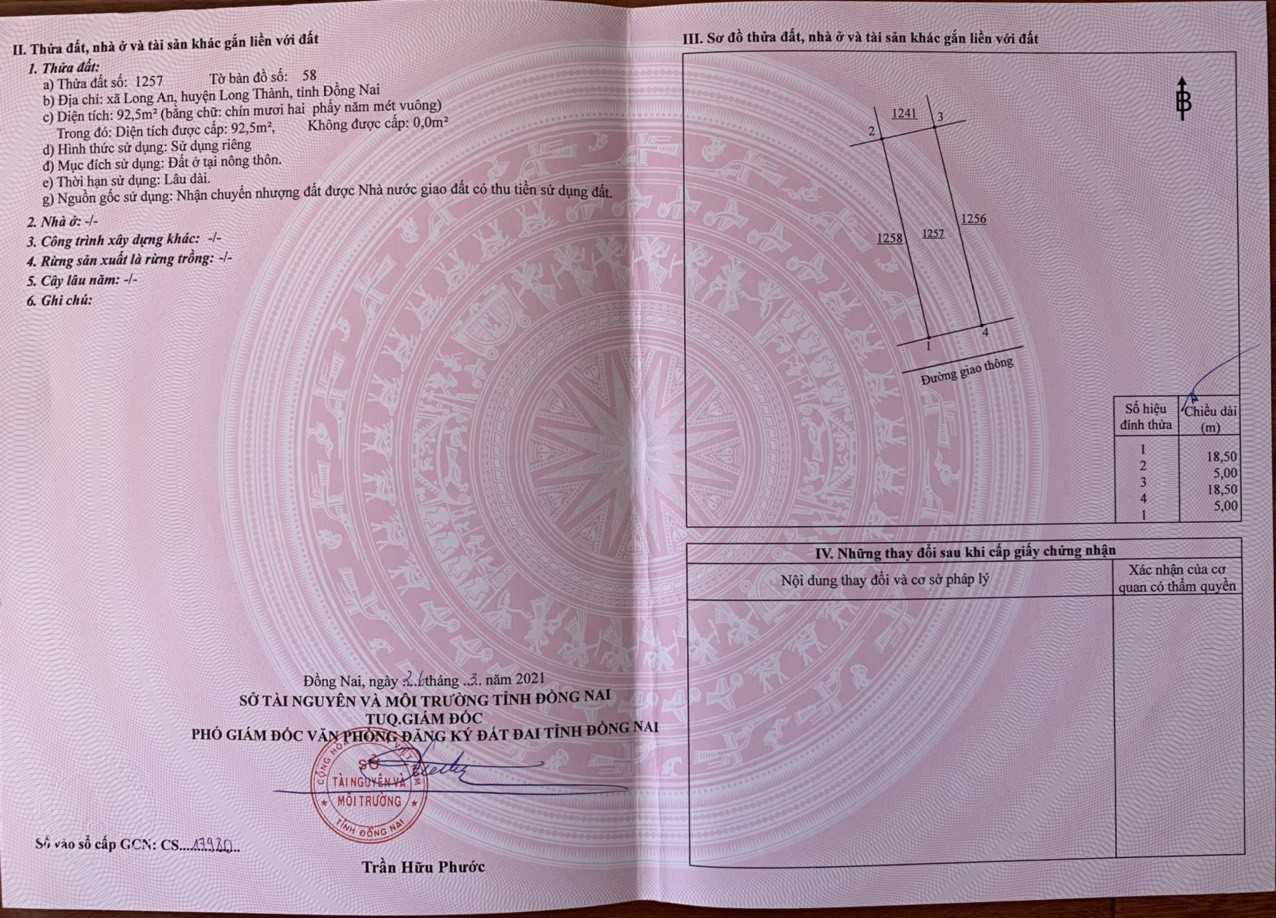 II. Thửa đất, nhà ở và tài sản khác gắn liền với đất
1. Thửa đất:
a) Thửa đất số: 1257 Tờ bản đồ số: 58
b) Địa chỉ: xã Long An, huyện Long Thành, tỉnh Đồng Nai
c) Diện tích: 92,5m² (bằng chữ: chín mươi hai phẩy năm mét vuông)
Trong đó: Diện tích được cấp: 92,5m², Không được cấp: 0,0m²
d) Hình thức sử dụng: Sử dụng riêng
đ) Mục đích sử dụng: Đất ở tại nông thôn.
e) Thời hạn sử dụng: Lâu dài.
g) Nguồn gốc sử dụng: Nhận chuyển nhượng đất được Nhà nước giao đất có thu tiền sử dụng đất.
2. Nhà ở: -/-
3. Công trình xây dựng khác: -/-
4. Rừng sản xuất là rừng trồng: -/-
5. Cây lâu năm: -/-
6. Ghi chú:
Đồng Nai, ngày tháng .3. năm 2021
SỞ TÀI NGUYÊN VÀ MÔI TRƯỜNG TỈNH ĐỒNG NAI
TUQ.GIÁM ĐỐC
PHÓ GIÁM ĐỐC VĂN PHÒNG ĐĂNG KÝ ĐẤT ĐAI TỈNH ĐỒNG NAI
SỞ
TÀI NGUYÊN VÀ
MÔI TRƯỜNG
TỈNH ĐỒNG NAI
Trần Hữu Phước
Số vào sổ cấp GCN: CS....
III. Sơ đồ thửa đất, nhà ở và tài sản khác gắn liền với đất
B
1241
2
3
1256
1258
1257
1
4
Đường giao thông
Số hiệu đỉnh thửa
Chiều dài (m)
1
18,50
2
5,00
3
18,50
4
5,00
1
IV. Những thay đổi sau khi cấp giấy chứng nhận
Nội dung thay đổi và cơ sở pháp lý
Xác nhận của cơ
quan có thẩm quyền